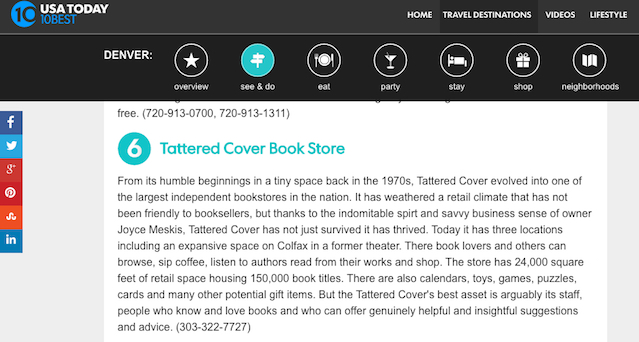 USA TODAY
10BEST
HOME TRAVEL DESTINATIONS VIDEOS LIFESTYLE
DENVER:
overview see & do eat party stay shop neighborhoods
free. (720-913-0700, 720-913-1311)
6 Tattered Cover Book Store
From its humble beginnings in a tiny space back in the 1970s, Tattered Cover evolved into one of
the largest independent bookstores in the nation. It has weathered a retail climate that has not
been friendly to booksellers, but thanks to the indomitable spirt and savvy business sense of owner
Joyce Meskis, Tattered Cover has not just survived it has thrived. Today it has three locations
including an expansive space on Colfax in a former theater. There book lovers and others can
browse, sip coffee, listen to authors read from their works and shop. The store has 24,000 square
feet of retail space housing 150,000 book titles. There are also calendars, toys, games, puzzles,
cards and many other potential gift items. But the Tattered Cover's best asset is arguably its staff,
people who know and love books and who can offer genuinely helpful and insightful suggestions
and advice. (303-322-7727)